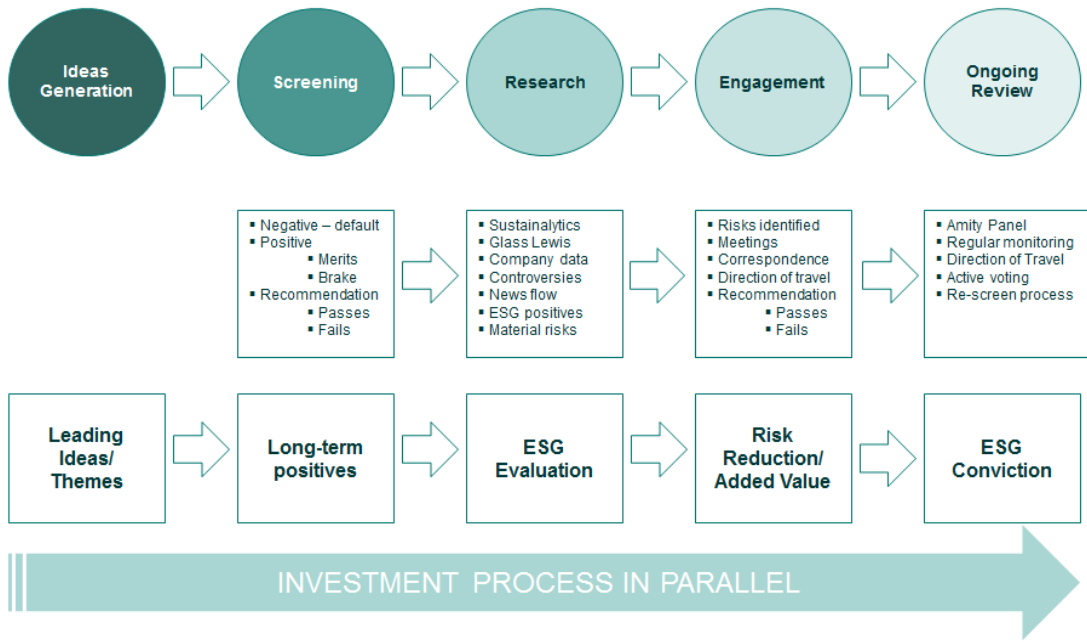 Ideas
Generation
Screening
Research
Engagement
Ongoing
Review
▪ Negative – default
▪ Positive
▪ Merits
▪ Brake
▪ Recommendation
▪ Passes
▪ Fails
▪ Sustainalytics
▪ Glass Lewis
▪ Company data
▪ Controversies
▪ News flow
▪ ESG positives
▪ Material risks
▪ Risks identified
▪ Meetings
▪ Correspondence
▪ Direction of travel
▪ Recommendation
▪ Passes
▪ Fails
▪ Amity Panel
▪ Regular monitoring
▪ Direction of Travel
▪ Active voting
▪ Re-screen process
Leading
Ideas/
Themes
Long-term
positives
ESG
Evaluation
Risk
Reduction/
Added Value
ESG
Conviction
INVESTMENT PROCESS IN PARALLEL